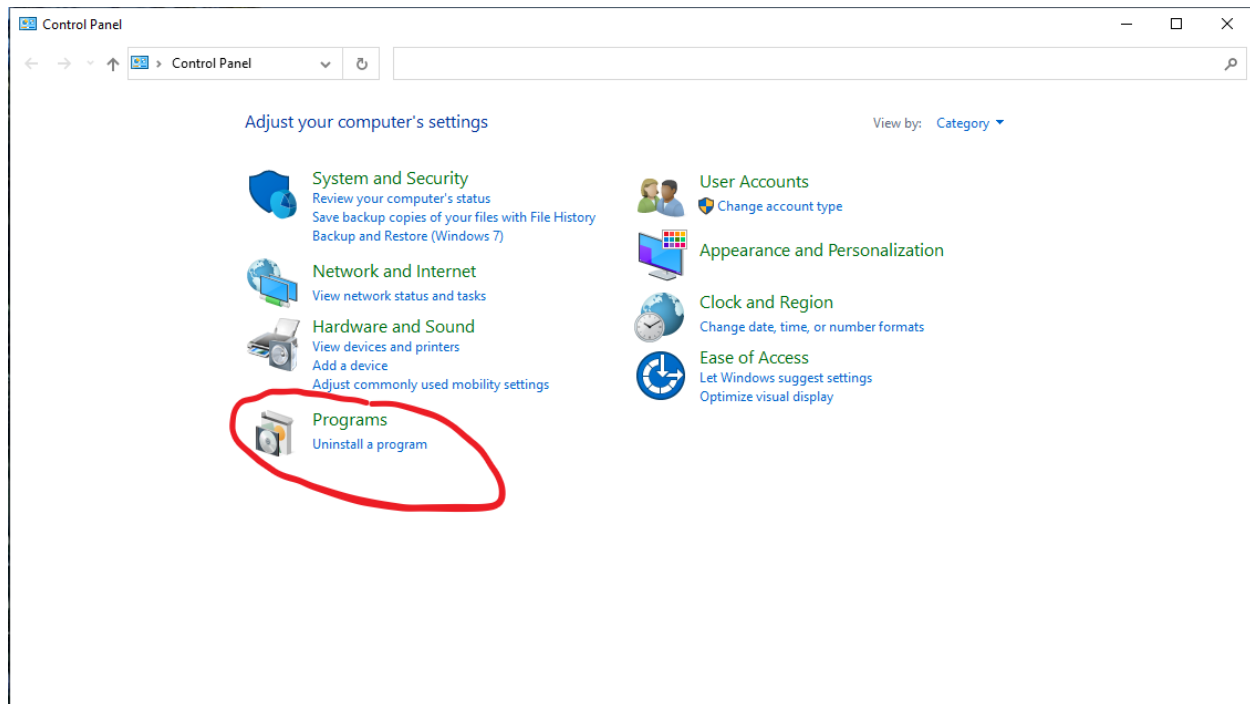 Control Panel
Control Panel
Adjust your computer's settings
View by: Category
System and Security
Review your computer's status
Save backup copies of your files with File History
Backup and Restore (Windows 7)
Network and Internet
View network status and tasks
Hardware and Sound
View devices and printers
Add a device
Adjust commonly used mobility settings
Programs
Uninstall a program
User Accounts
Change account type
Appearance and Personalization
Clock and Region
Change date, time, or number formats
Ease of Access
Let Windows suggest settings
Optimize visual display